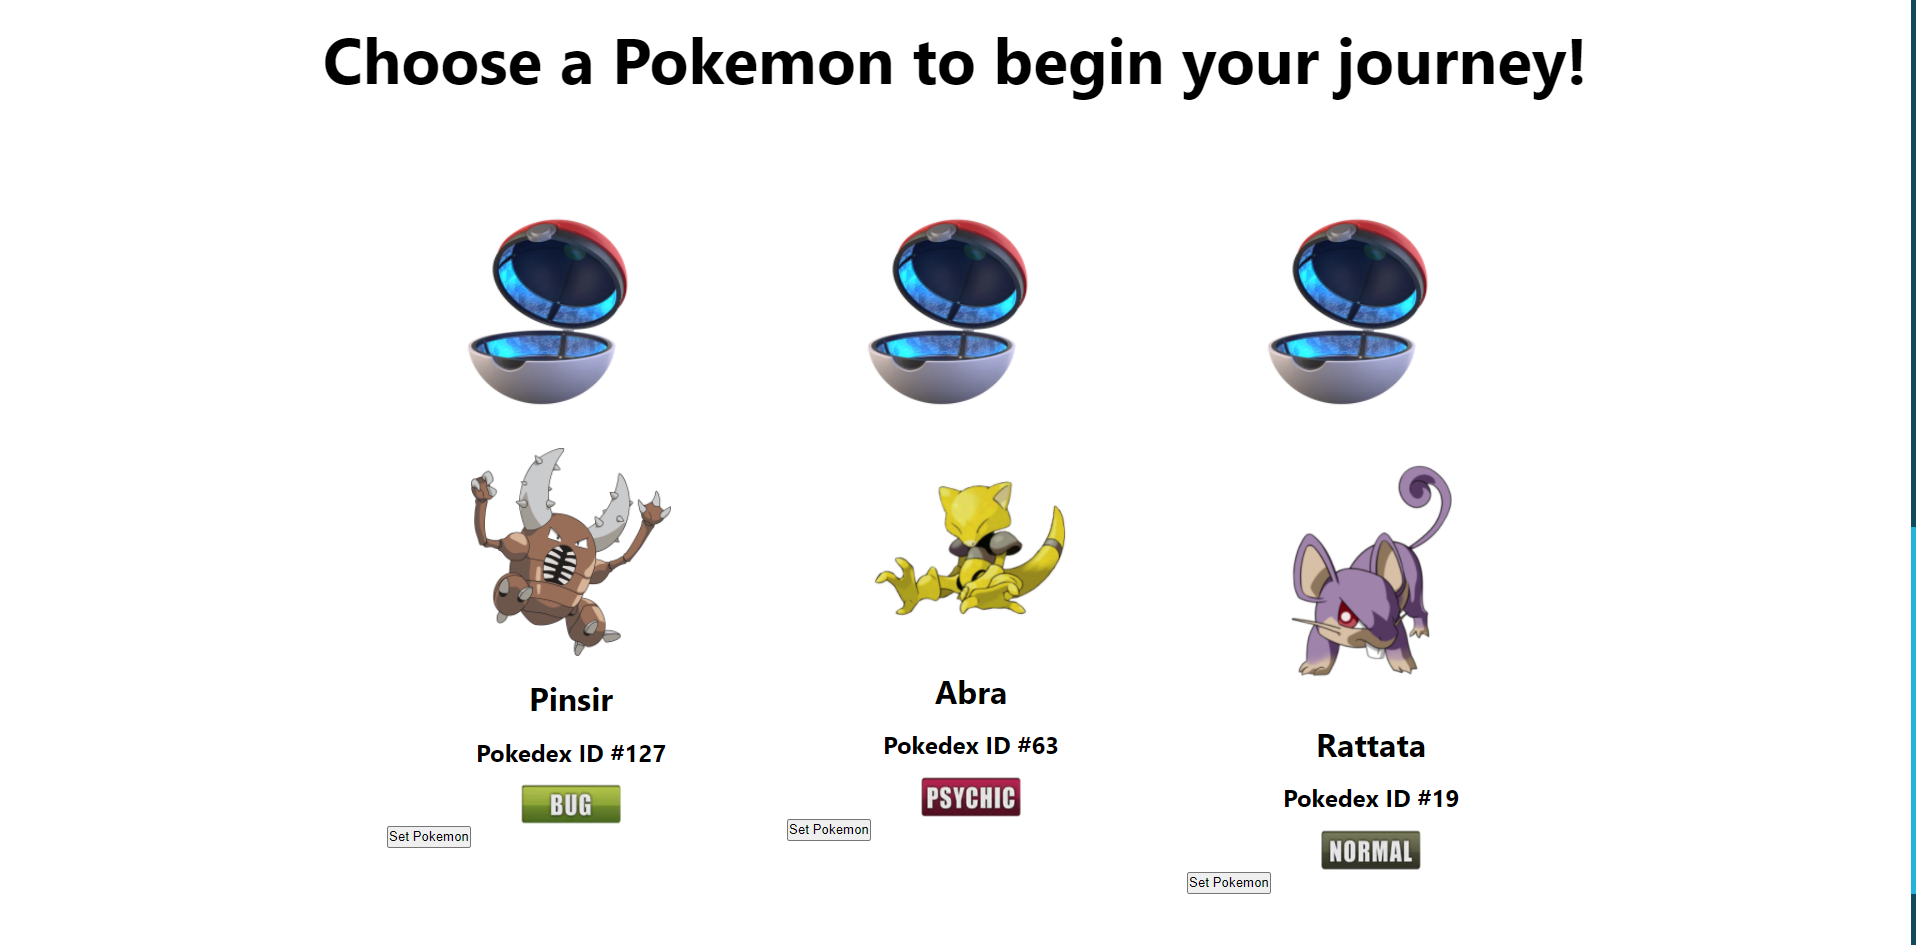 Choose a Pokemon to begin your journey!
Pinsir
Pokedex ID #127
BUG
Set Pokemon
Abra
Pokedex ID #63
PSYCHIC
Set Pokemon
Rattata
Pokedex ID #19
NORMAL
Set Pokemon